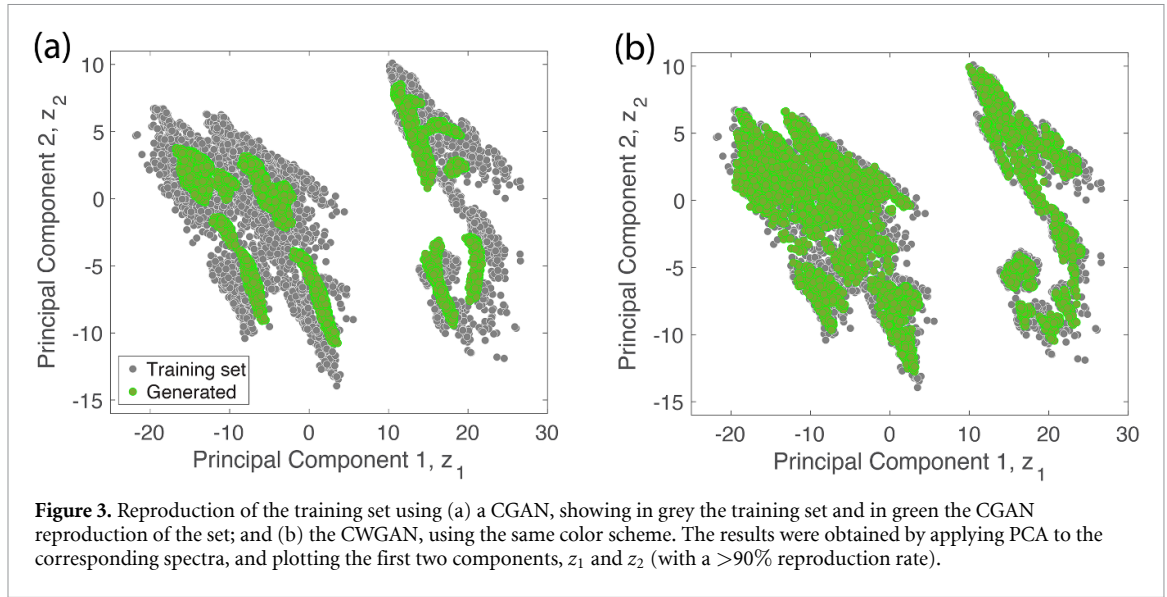 (a)
10
5
0
-5
-10
-15
Principal Component 2, z2
Training set
Generated
-20
-10
0
10
20
30
Principal Component 1, z1
(b)
10
5
0
-5
-10
-15
Principal Component 2, z2
-20
-10
0
10
20
30
Principal Component 1, z1
Figure 3. Reproduction of the training set using (a) a CGAN, showing in grey the training set and in green the CGAN
reproduction of the set; and (b) the CWGAN, using the same color scheme. The results were obtained by applying PCA to the
corresponding spectra, and plotting the first two components, z1 and z2 (with a >90% reproduction rate).